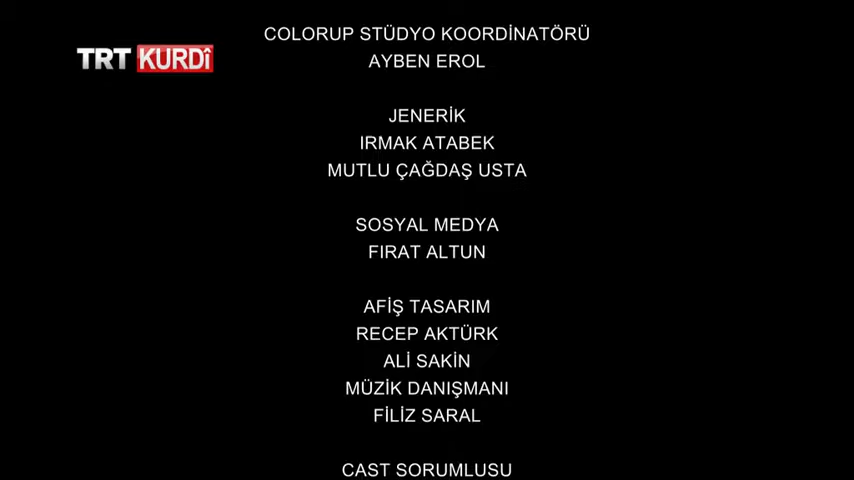 COLORUP STÜDYO KOORDİNATÖRÜ
TRT KURDÎ
AYBEN EROL
JENERİK
IRMAK ATABEK
MUTLU ÇAĞDAŞ USTA
SOSYAL MEDYA
FIRAT ALTUN
AFİŞ TASARIM
RECEP AKTÜRK
ALİ SAKİN
MÜZİK DANIŞMANI
FİLİZ SARAL
CAST SORUMLUSU